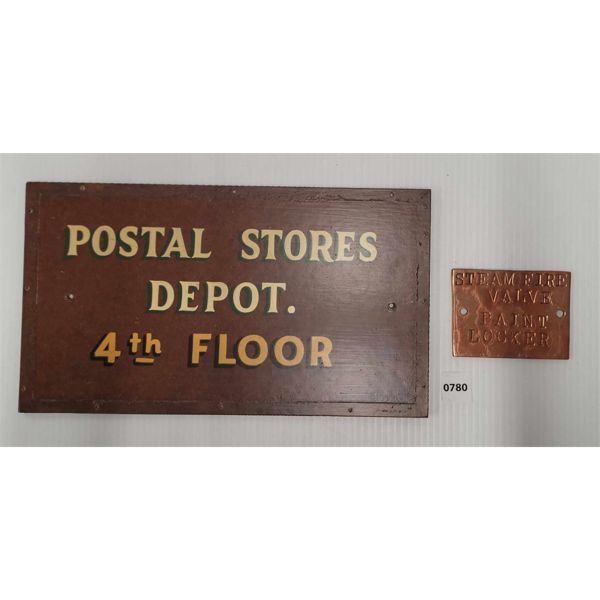 POSTAL STORES
DEPOT.
4th FLOOR
STEAM FIRE
VALVE
PAINT
LOCKER
0780